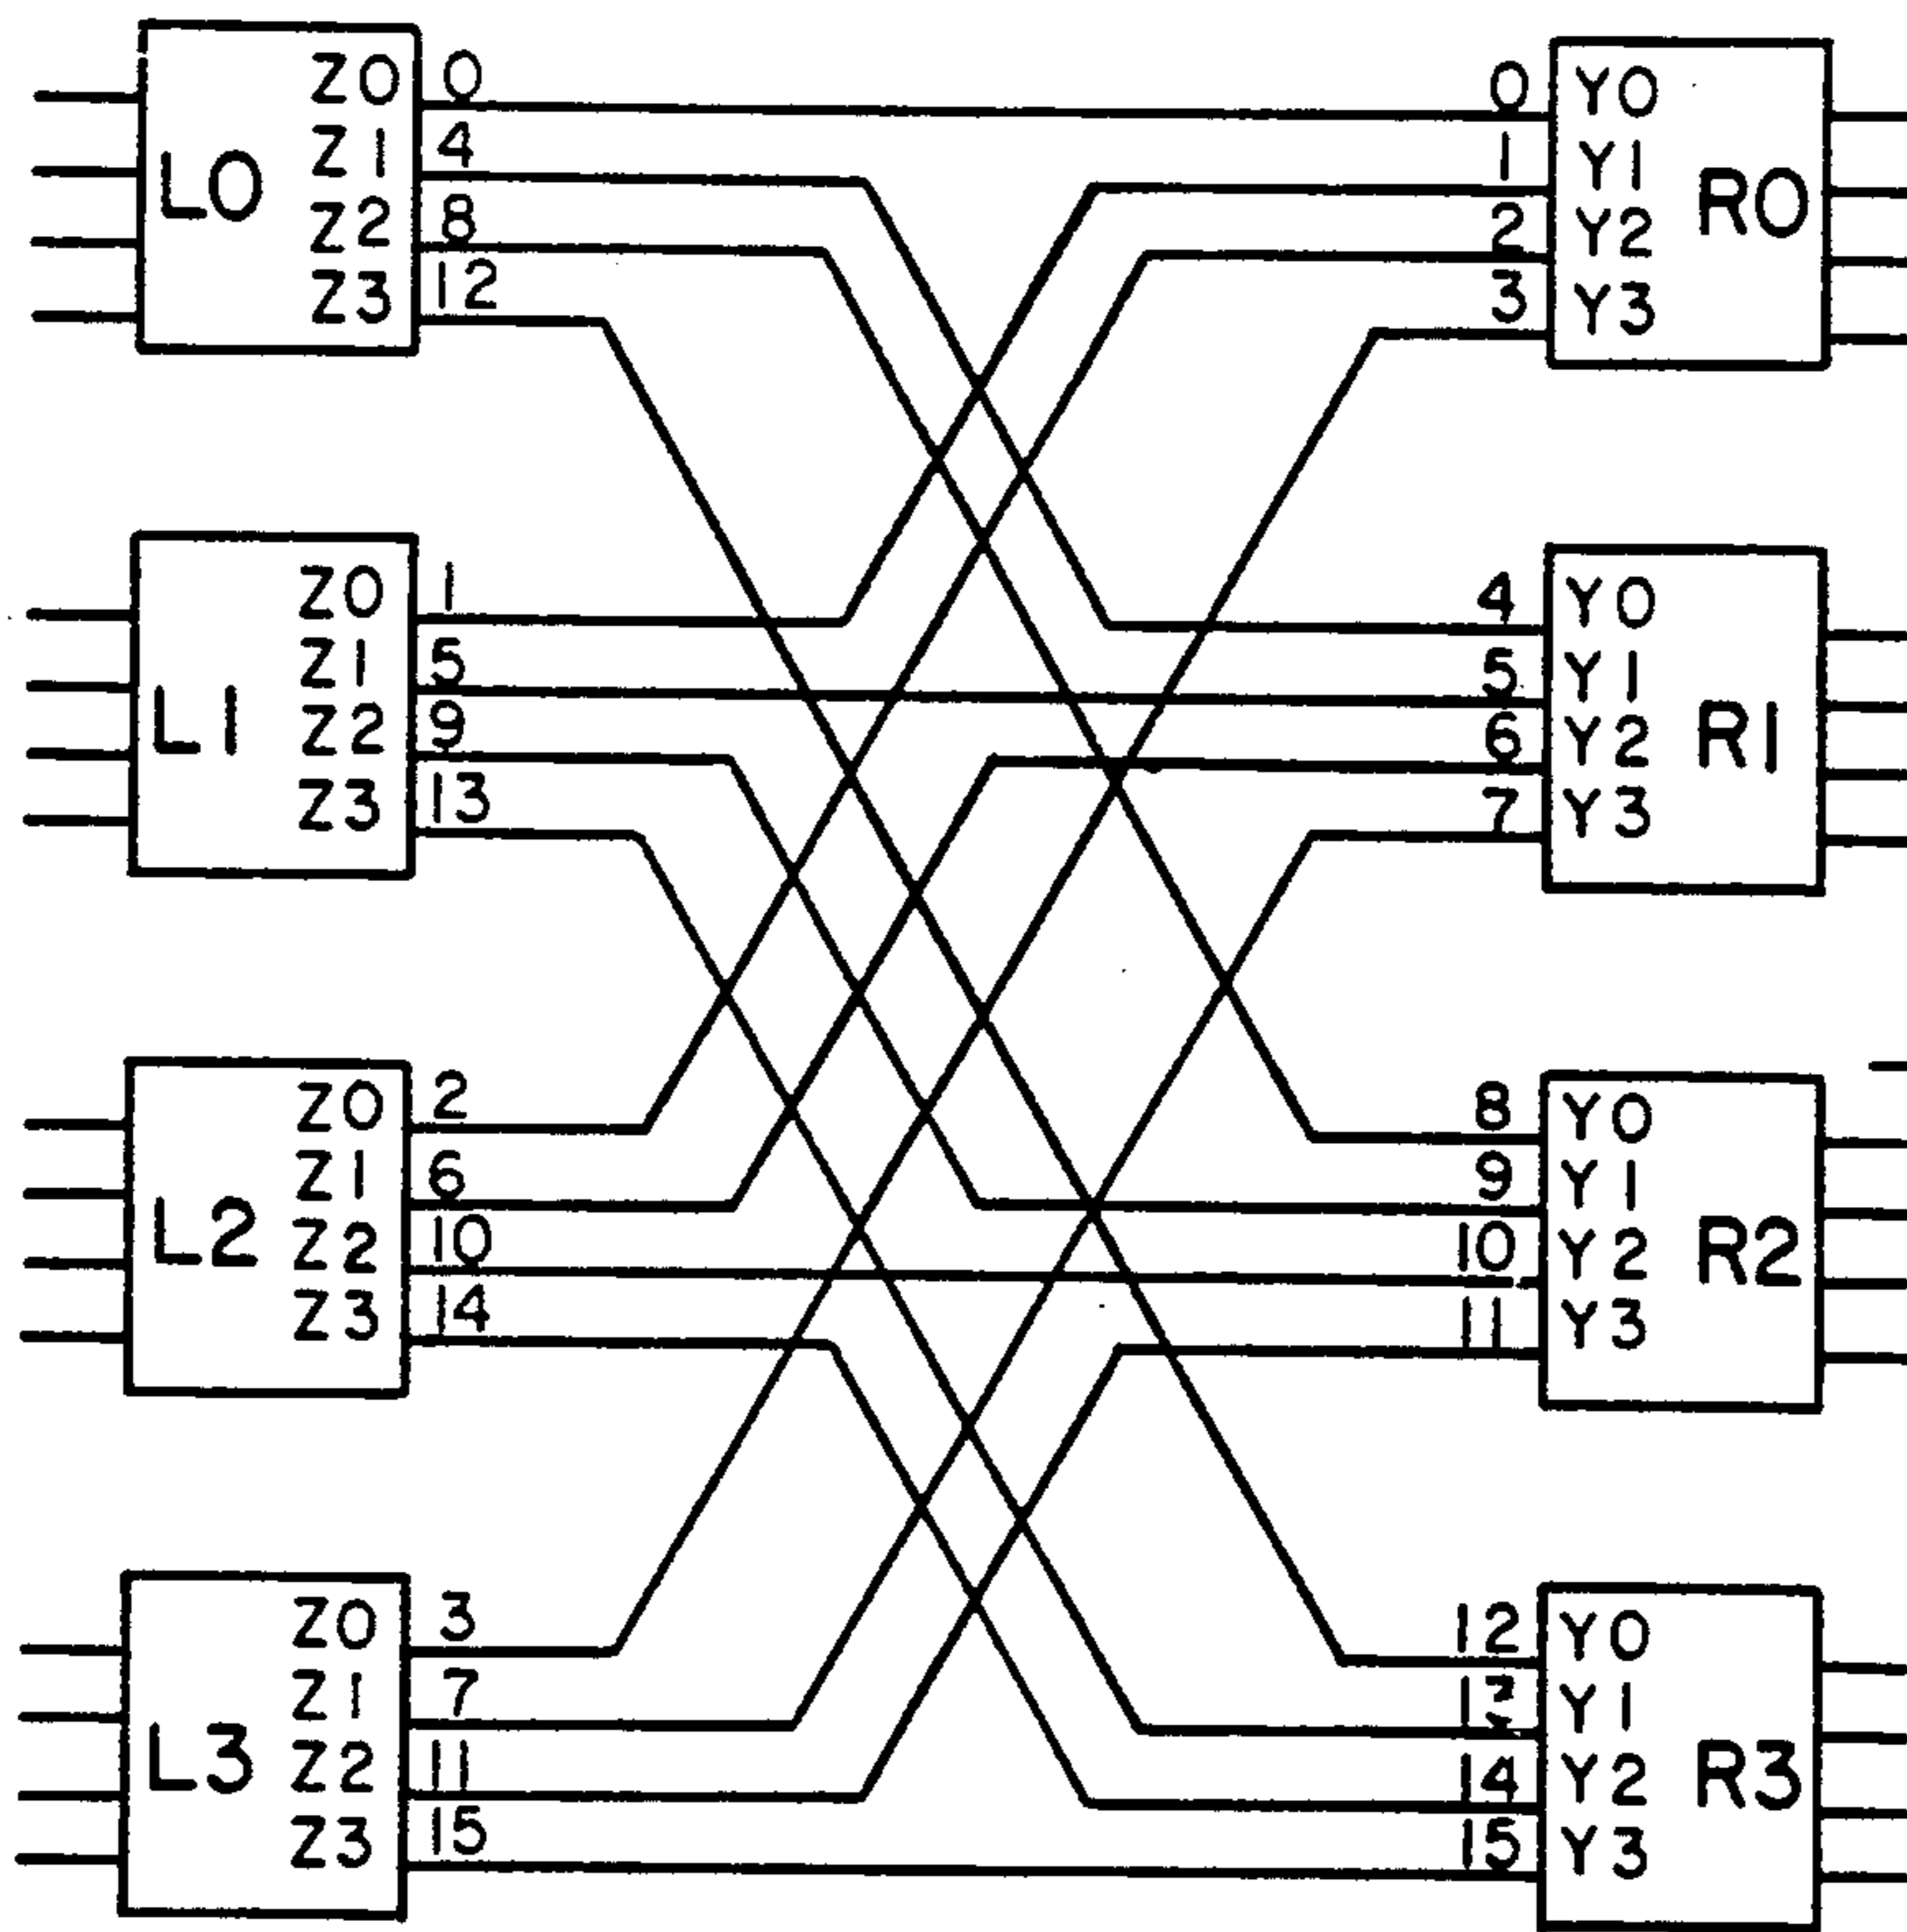 Z0 0
Z1 4
L0
Z2 8
Z3 12
0 Y0
1 Y1
R0
2 Y2
3 Y3
Z0 1
Z1 5
L1
Z2 9
Z3 13
4 Y0
5 Y1
R1
6 Y2
7 Y3
Z0 2
Z1 6
L2
Z2 10
Z3 14
8 Y0
9 Y1
R2
10 Y2
11 Y3
Z0 3
Z1 7
L3
Z2 11
Z3 15
12 Y0
13 Y1
R3
14 Y2
15 Y3